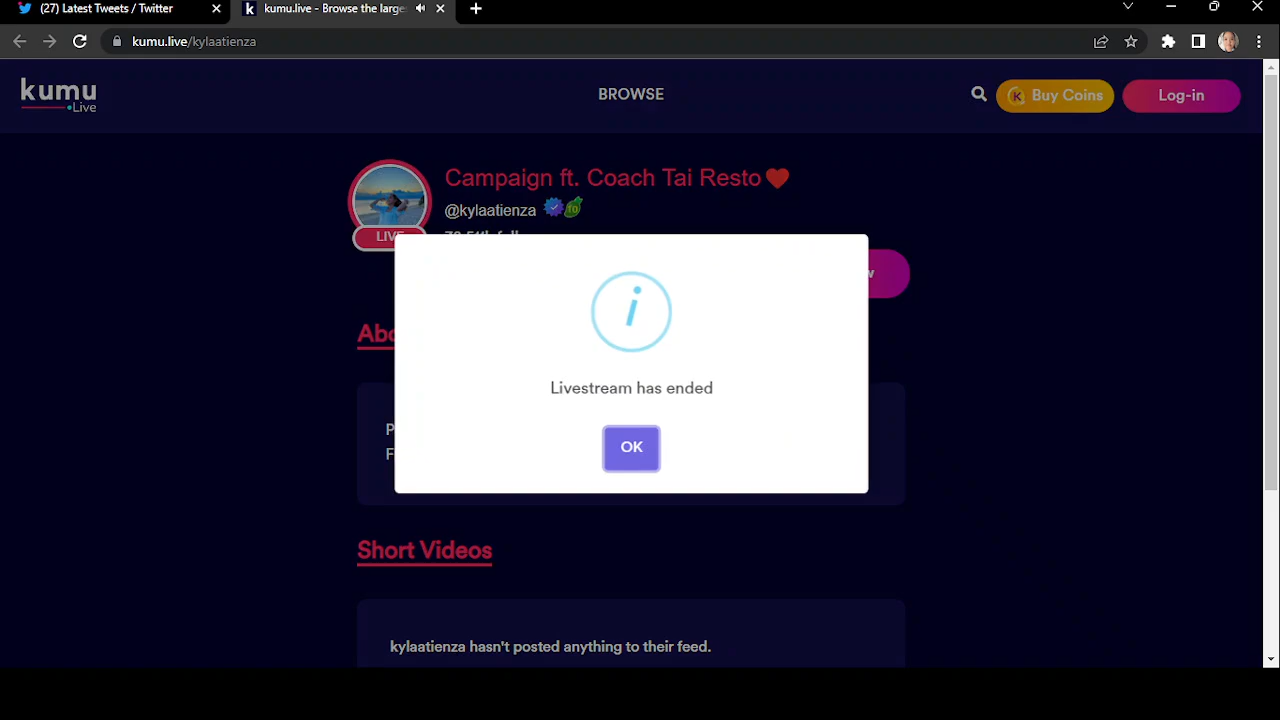 (27) Latest Tweets / Twitter
kumu.live - Browse the large
kumu.live/kylaatienza
kumu
Live
BROWSE
Buy Coins
Log-in
Campaign ft. Coach Tai Resto
@kylaatienza
TD
LIVE
Abo
Livestream has ended
OK
Short Videos
kylaatienza hasn't posted anything to their feed.